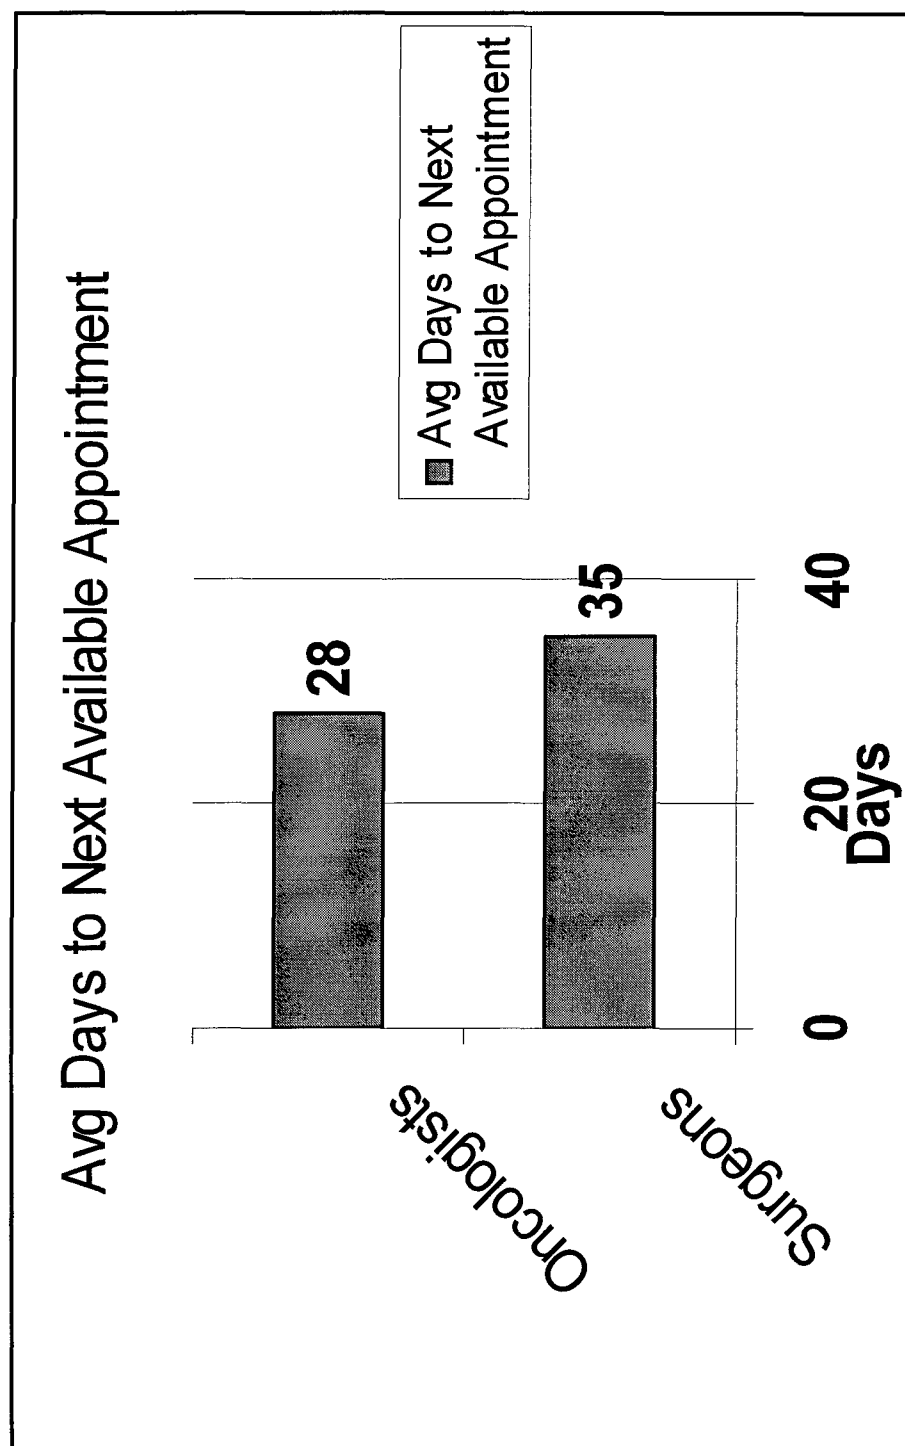 Avg Days to Next Available Appointment
Oncologists
28
Surgeons
35
0
20
40
Days
Avg Days to Next
Available Appointment